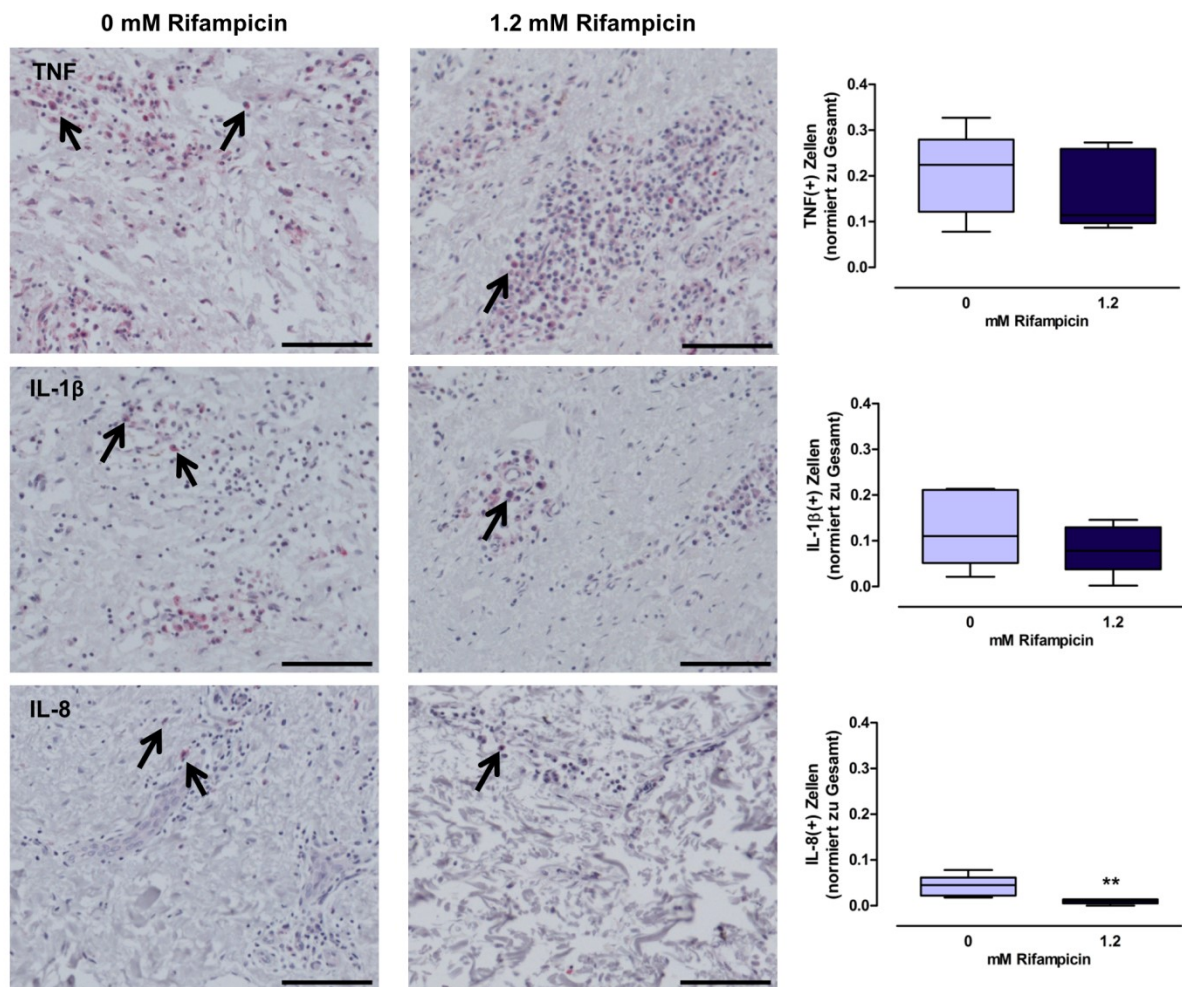 0 mM Rifampicin
1.2 mM Rifampicin
TNF
TNF(+) Zellen
(normiert zu Gesamt)
0.4
0.3
0.2
0.1
0.0
0
1.2
mM Rifampicin
IL-1β
IL-1β(+) Zellen
(normiert zu Gesamt)
0.4
0.3
0.2
0.1
0.0
0
1.2
mM Rifampicin
IL-8
IL-8(+) Zellen
(normiert zu Gesamt)
0.4
0.3
0.2
0.1
0.0
**
0
1.2
mM Rifampicin